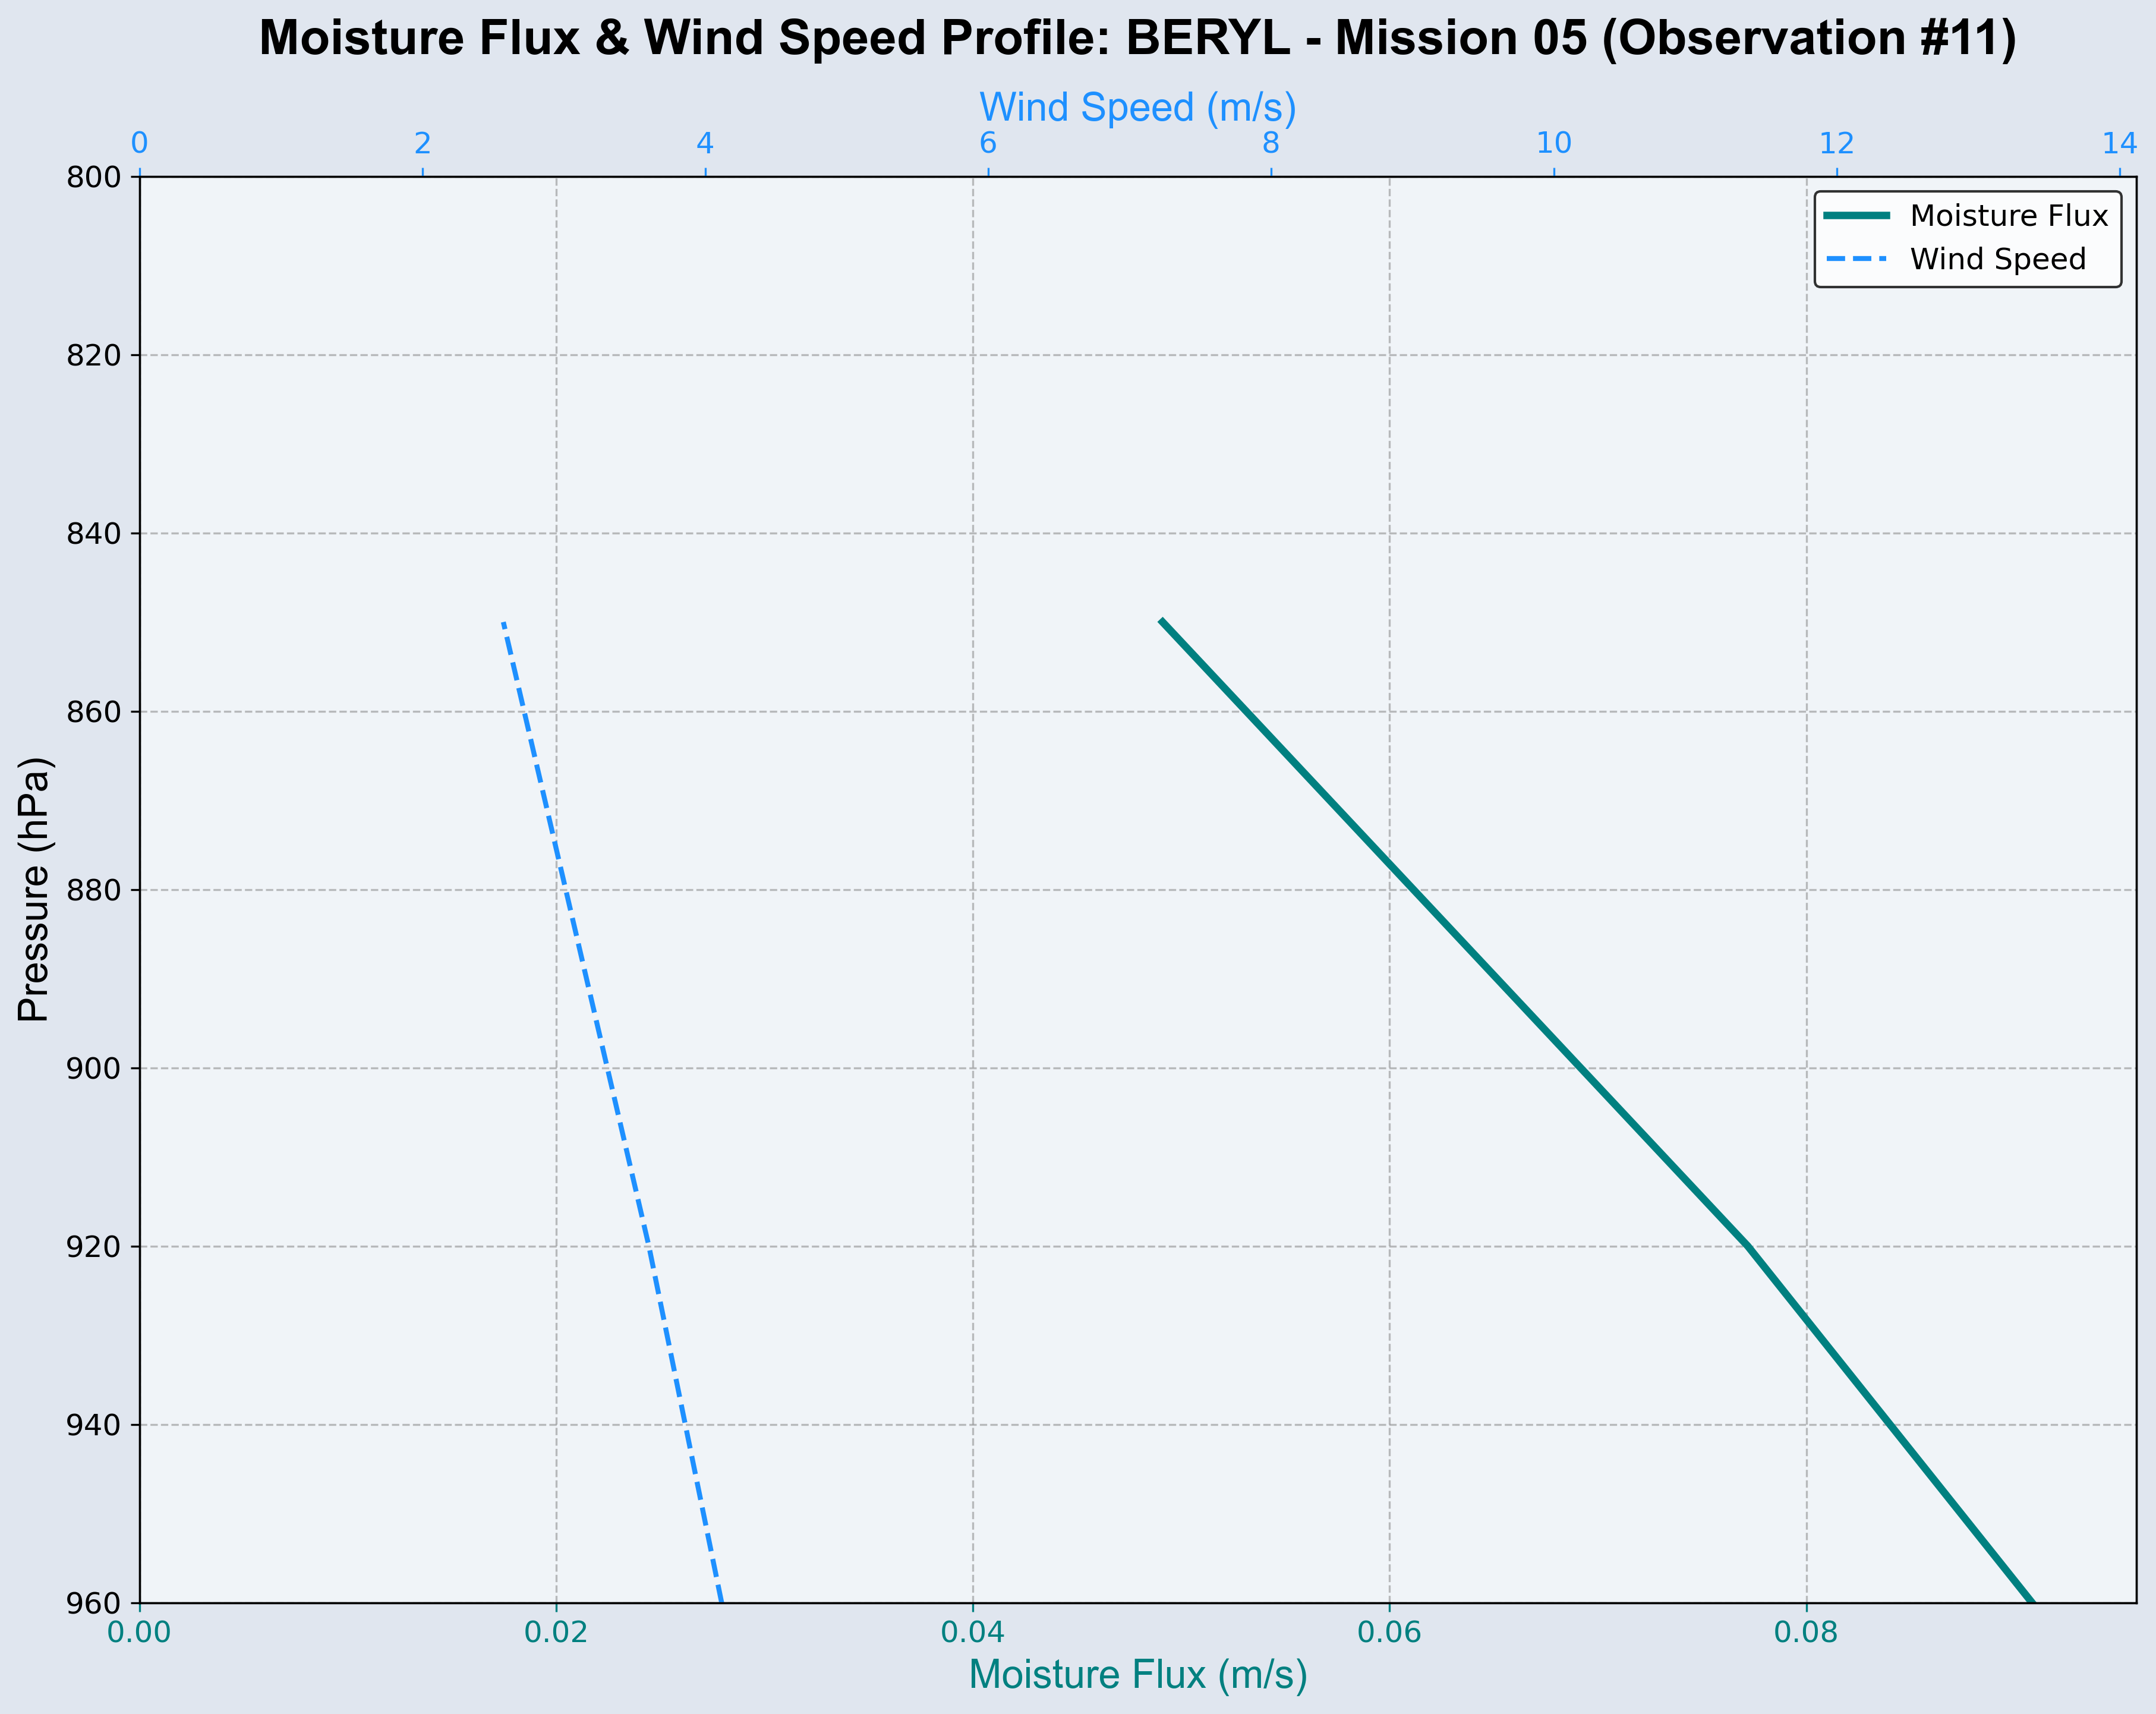 Moisture Flux & Wind Speed Profile: BERYL - Mission 05 (Observation #11)
Wind Speed (m/s)
0 2 4 6 8 10 12 14
Moisture Flux
Wind Speed
800
820
840
860
880
900
920
940
960
Pressure (hPa)
0.00 0.02 0.04 0.06 0.08
Moisture Flux (m/s)